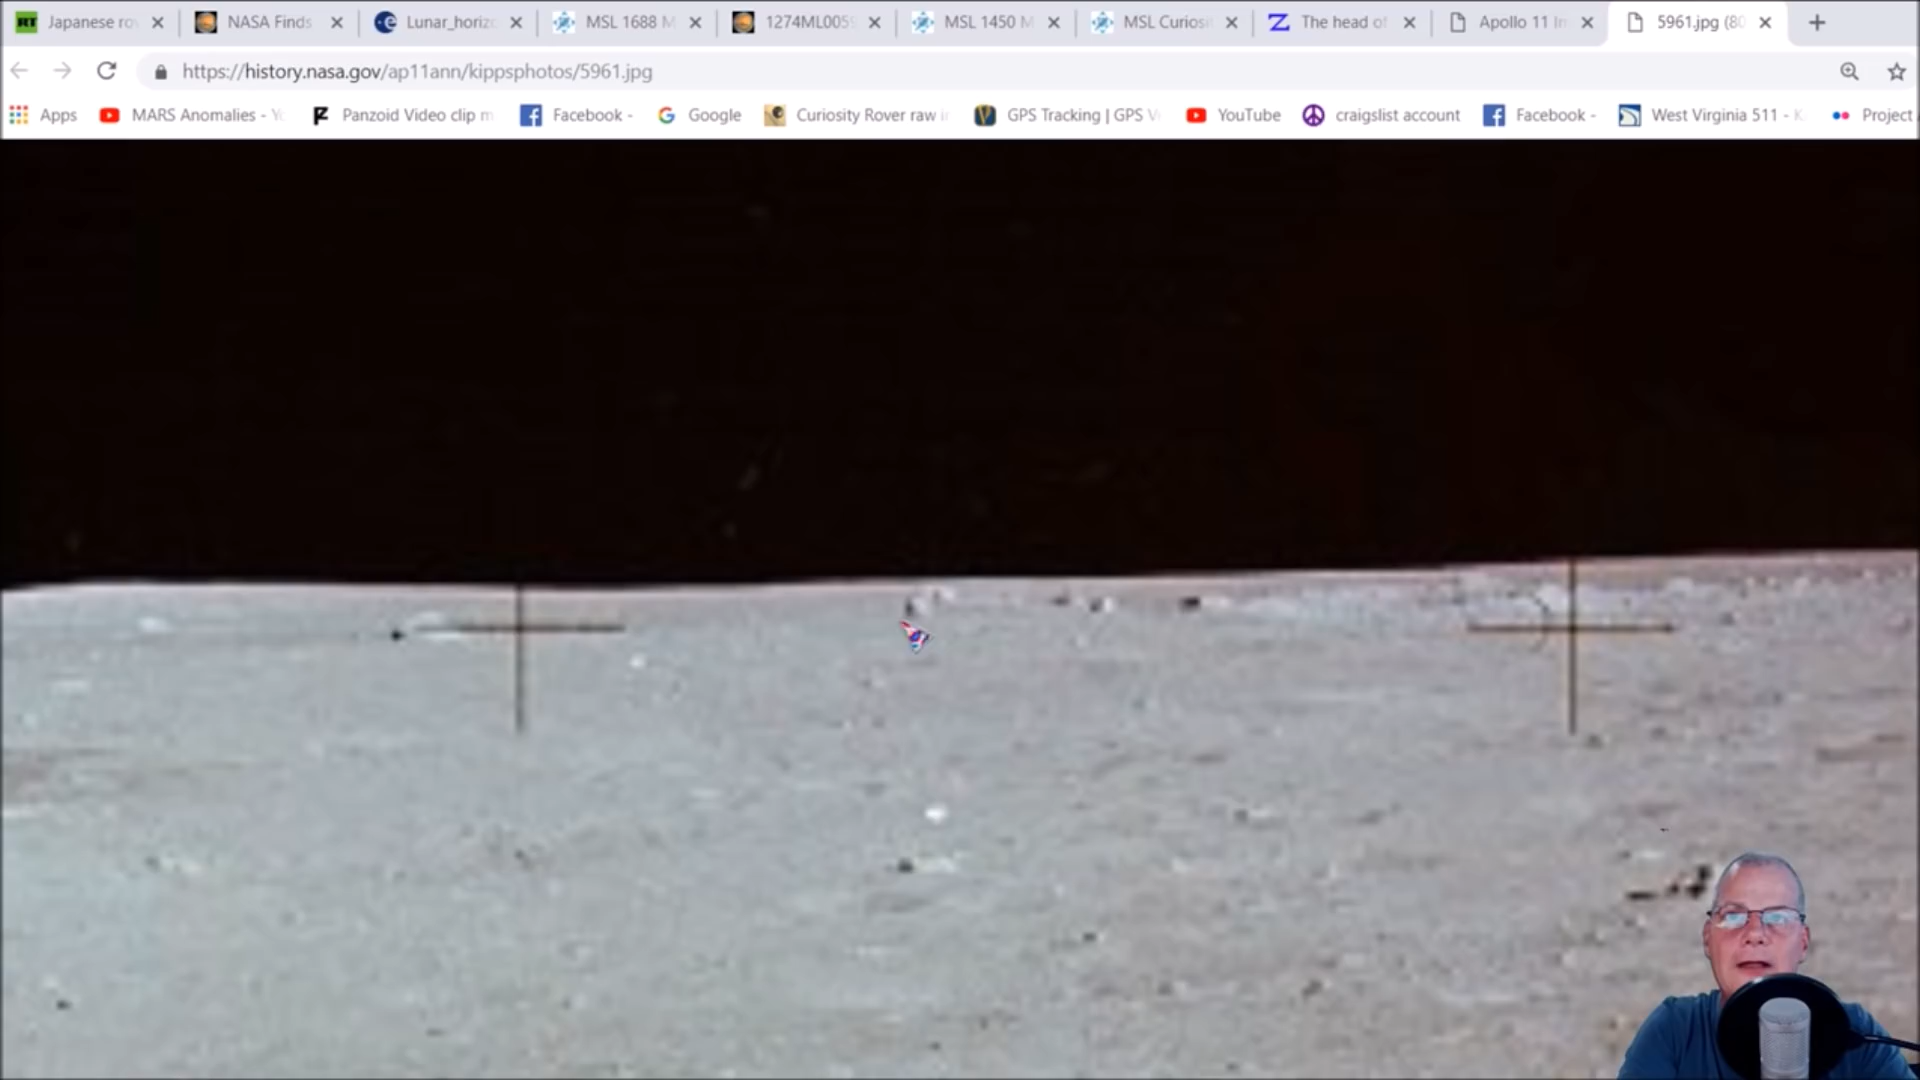 Japanese ro NASA Finds Lunar_horiz MSL 1688 M 1274ML005 MSL 1450 M MSL Curiosi The head of Apollo 11 Im 5961.jpg (80
https://history.nasa.gov/ap11ann/kippsphotos/5961.jpg
Apps MARS Anomalies - Y Panzoid Video clip m Facebook - Google Curiosity Rover raw i GPS Tracking | GPS V YouTube craigslist account Facebook - West Virginia 511 - Project